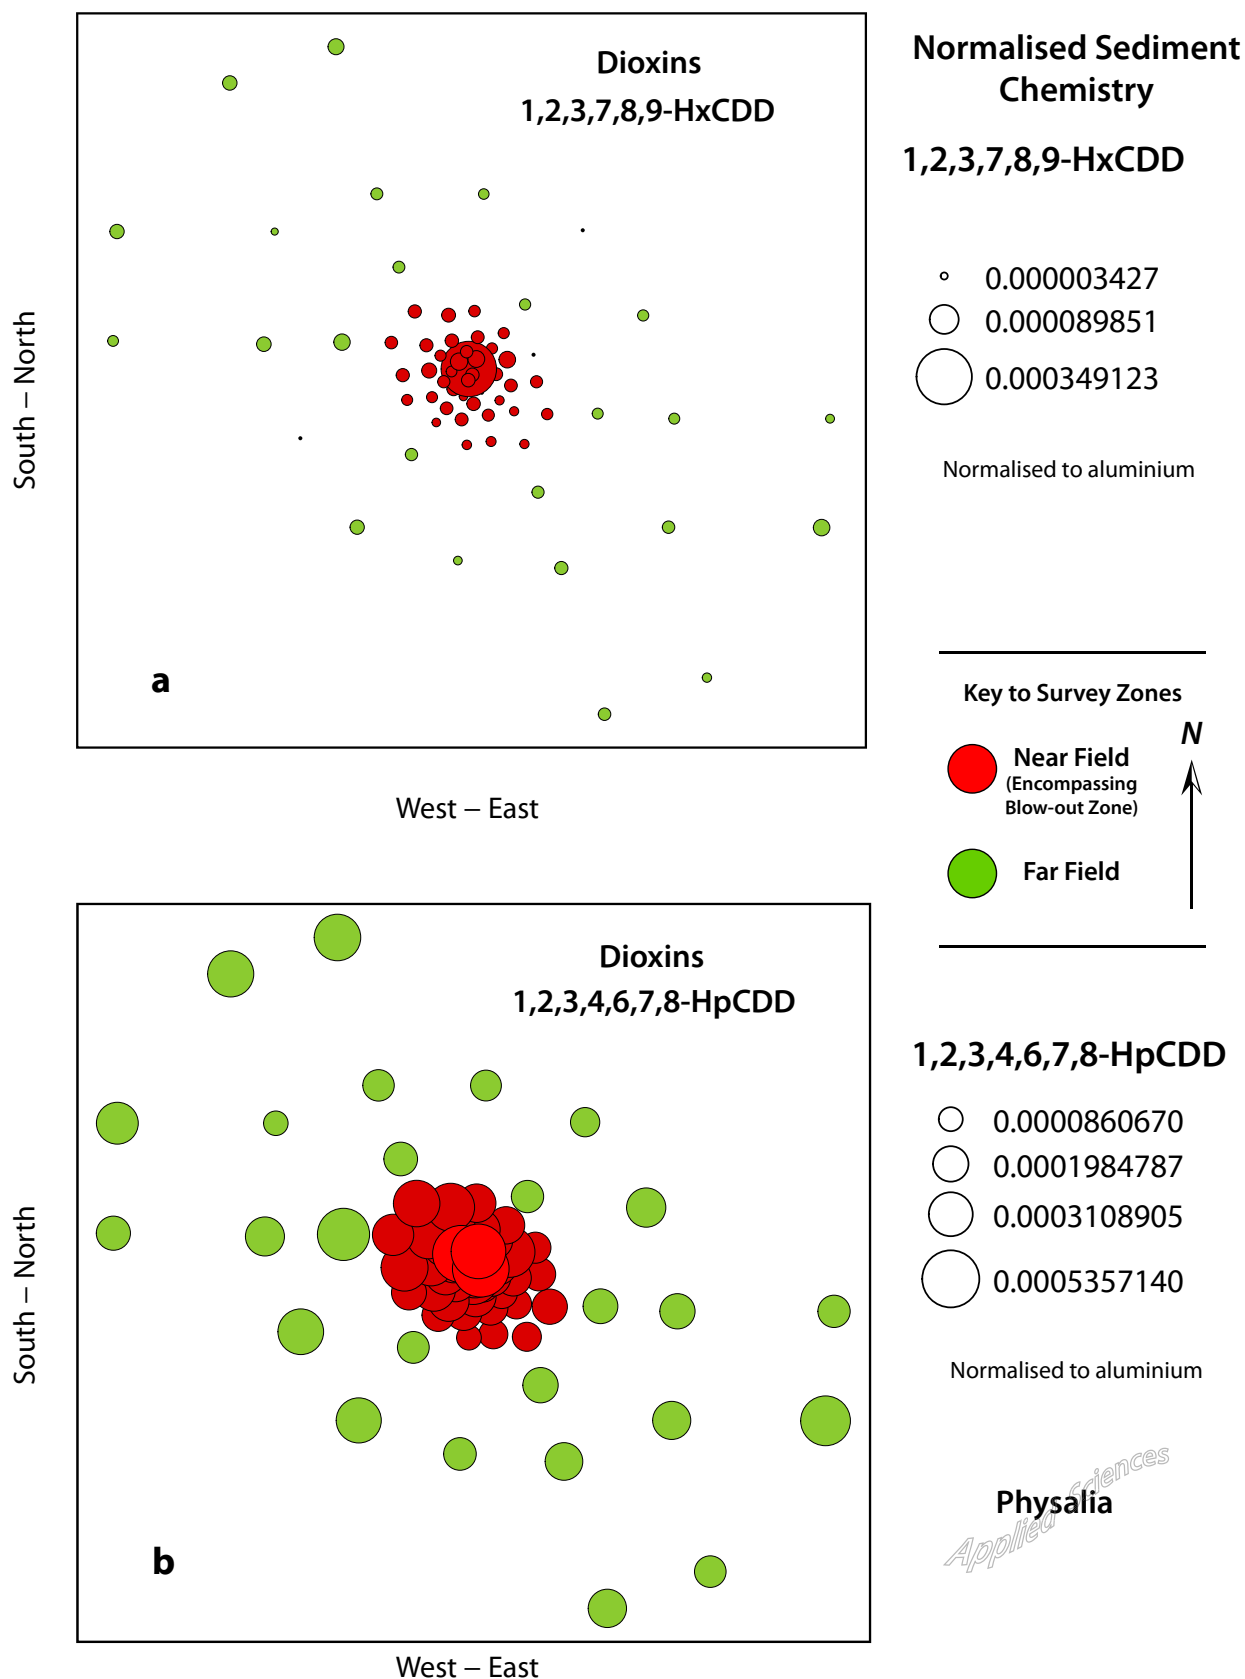 Dioxins
1,2,3,7,8,9-HxCDD
Normalised Sediment
Chemistry
1,2,3,7,8,9-HxCDD
0.000003427
0.000089851
0.000349123
Normalised to aluminium
South – North
a
West – East
Key to Survey Zones
Near Field
(Encompassing
Blow-out Zone)
Far Field
N
Dioxins
1,2,3,4,6,7,8-HpCDD
1,2,3,4,6,7,8-HpCDD
0.0000860670
0.0001984787
0.0003108905
0.0005357140
Normalised to aluminium
South – North
b
West – East
Physalia
Applied Sciences